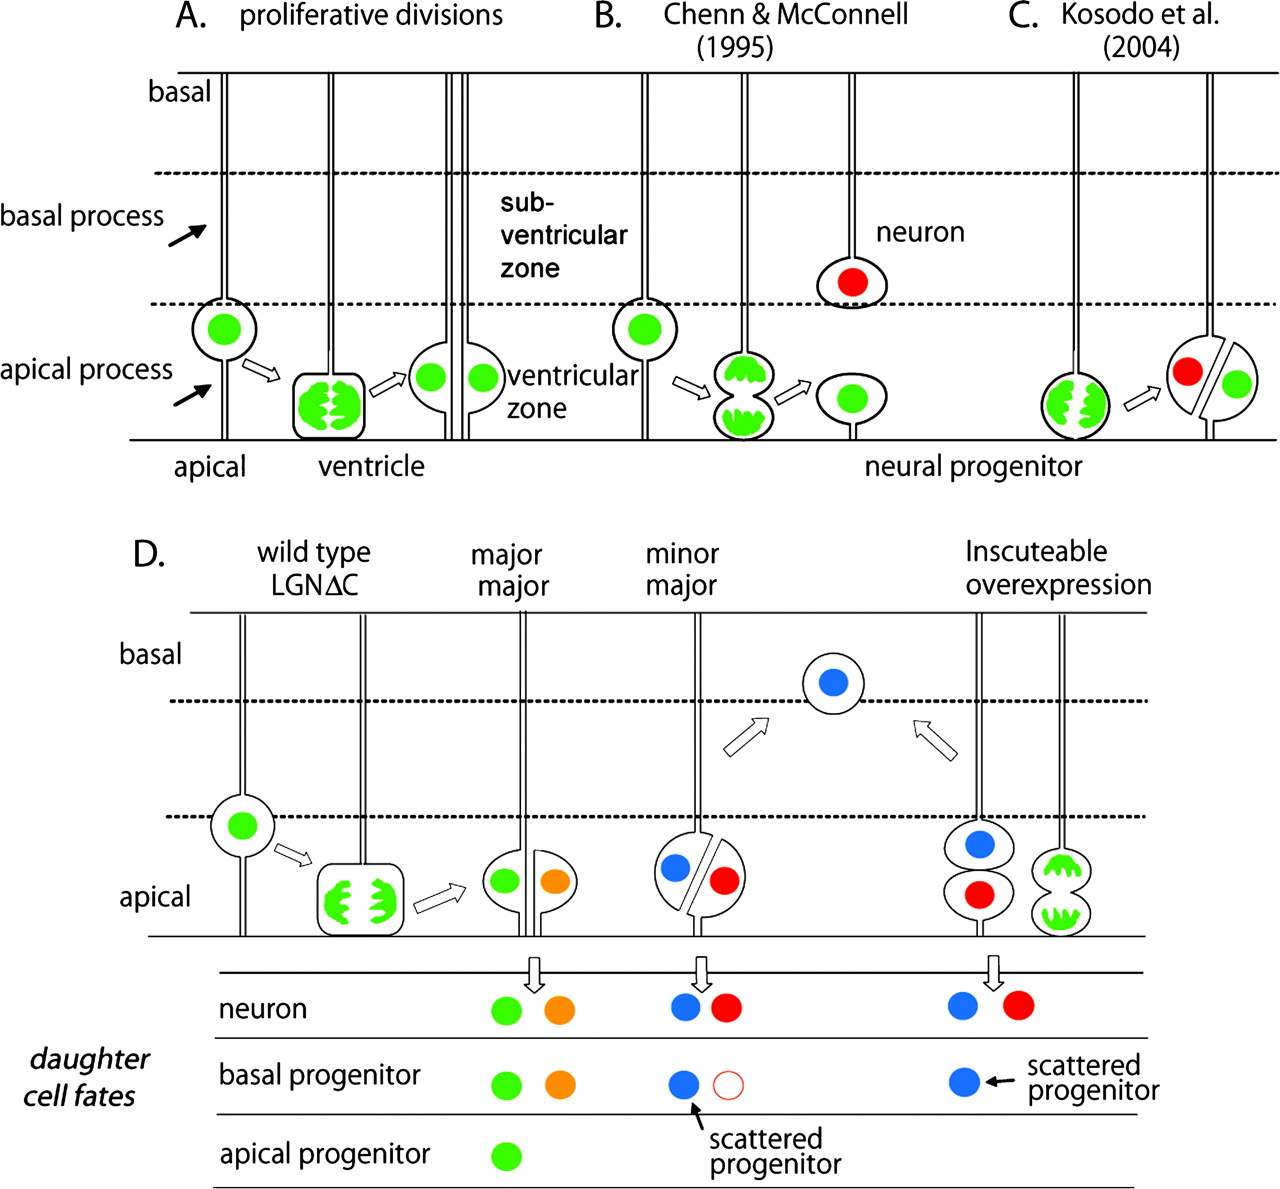 A. proliferative divisions
B. Chenn & McConnell
(1995)
C. Kosodo et al.
(2004)
basal
basal process
sub-
ventricular
zone
neuron
apical process
ventricular
zone
apical
ventricle
neural progenitor
D.
wild type
LGNΔC
major
major
minor
major
Inscuteable
overexpression
basal
apical
neuron
daughter
cell fates
basal progenitor
scattered
progenitor
scattered
progenitor
apical progenitor